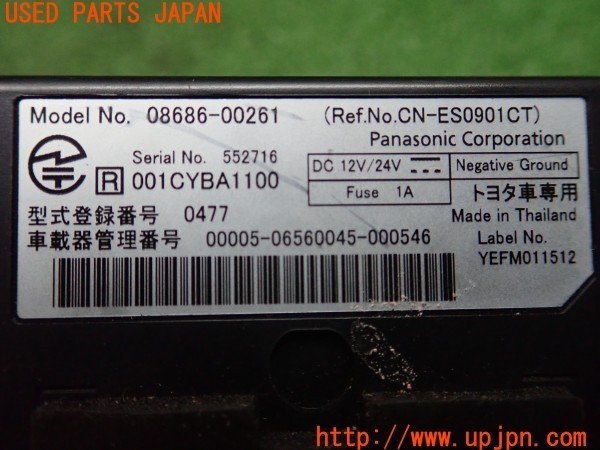 USED PARTS JAPAN
Model No. 08686-00261 (Ref.No.CN-ES0901CT)
Panasonic Corporation
Serial No. 552716
DC 12V/24V
Negative Ground
R 001CYBA1100
Fuse 1A
トヨタ車専用
型式登録番号 0477
Made in Thailand
車載器管理番号 00005-06560045-000546
Label No.
YEFM011512
http://www.upjpn.com/